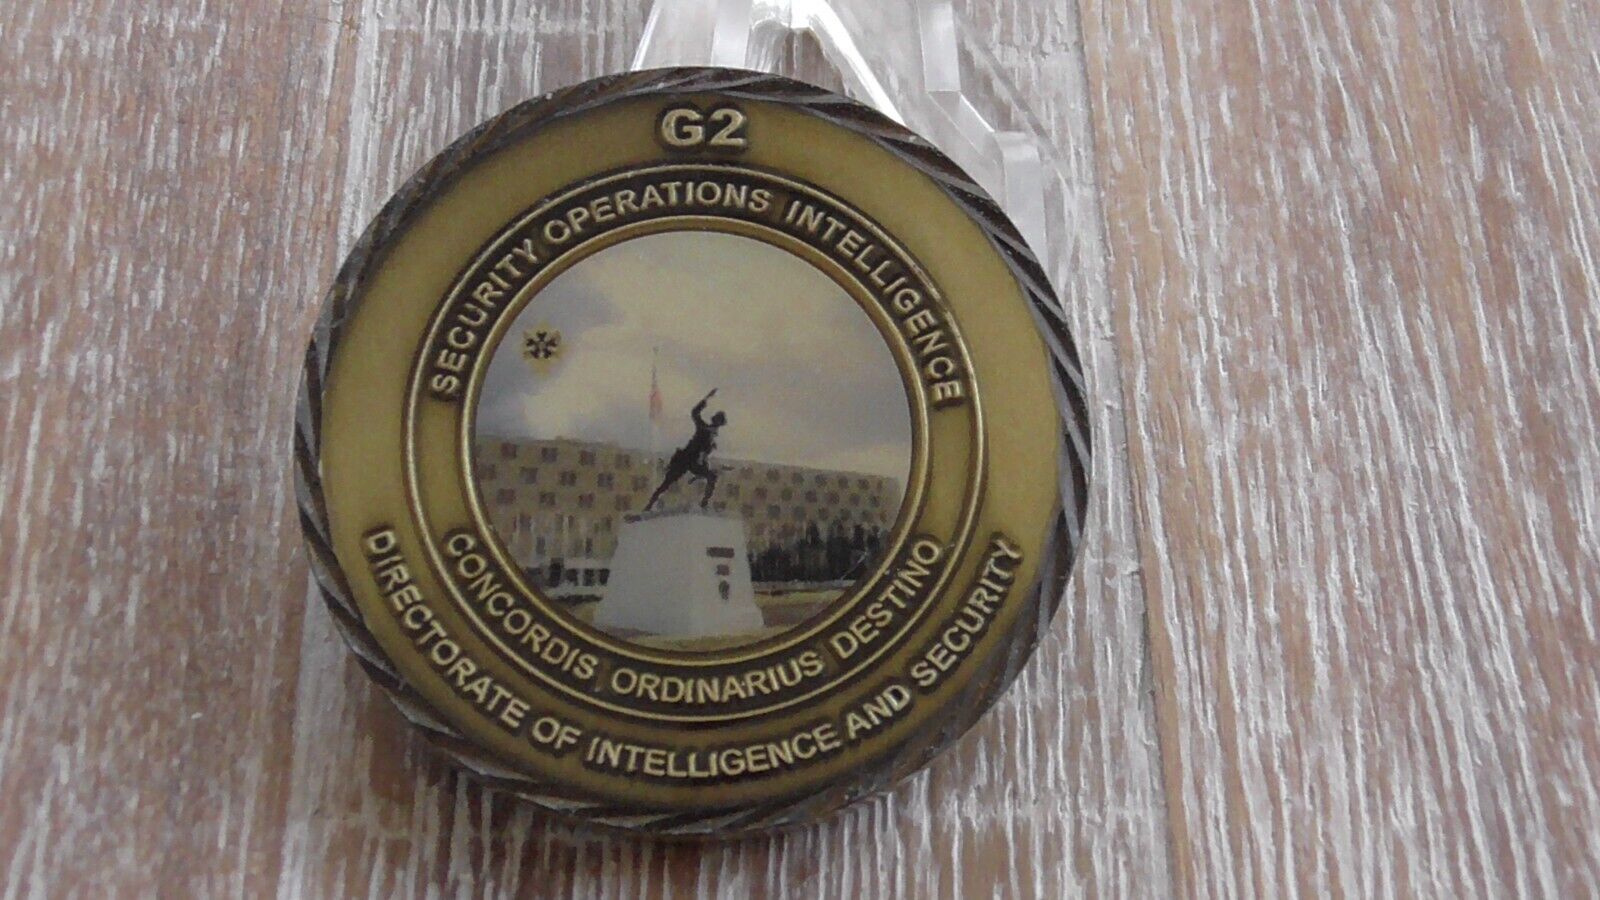 G2
SECURITY OPERATIONS INTELLIGENCE
CONCORDIS ORDINARIUS DESTINO
DIRECTORATE OF INTELLIGENCE AND SECURITY